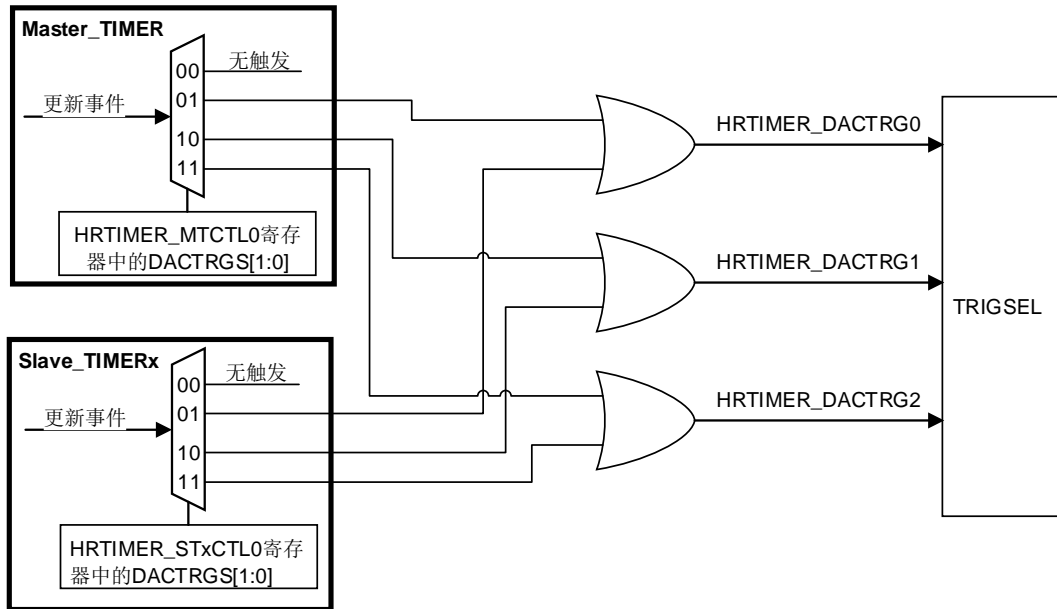 Master_TIMER
00
无触发
更新事件
01
10
11
HRTIMER_MTCTL0寄存
器中的DACTRGS[1:0]
HRTIMER_DACTRG0
HRTIMER_DACTRG1
TRIGSEL
HRTIMER_DACTRG2
Slave_TIMERx
00
无触发
01
更新事件
10
11
HRTIMER_STxCTL0寄存
器中的DACTRGS[1:0]